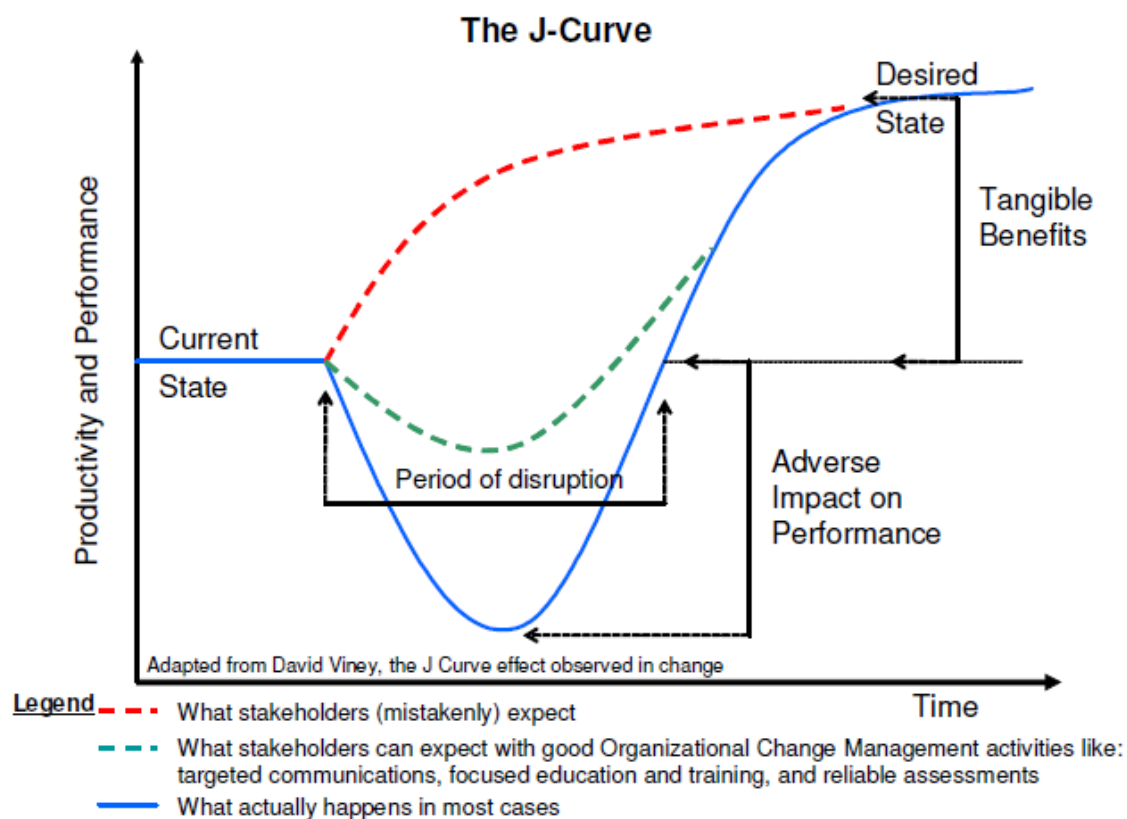 The J-Curve
Productivity and Performance
Desired
State
Tangible
Benefits
Current
State
Period of disruption
Adverse
Impact on
Performance
Adapted from David Viney, the J Curve effect observed in change
Time
Legend
What stakeholders (mistakenly) expect
What stakeholders can expect with good Organizational Change Management activities like:
targeted communications, focused education and training, and reliable assessments
What actually happens in most cases